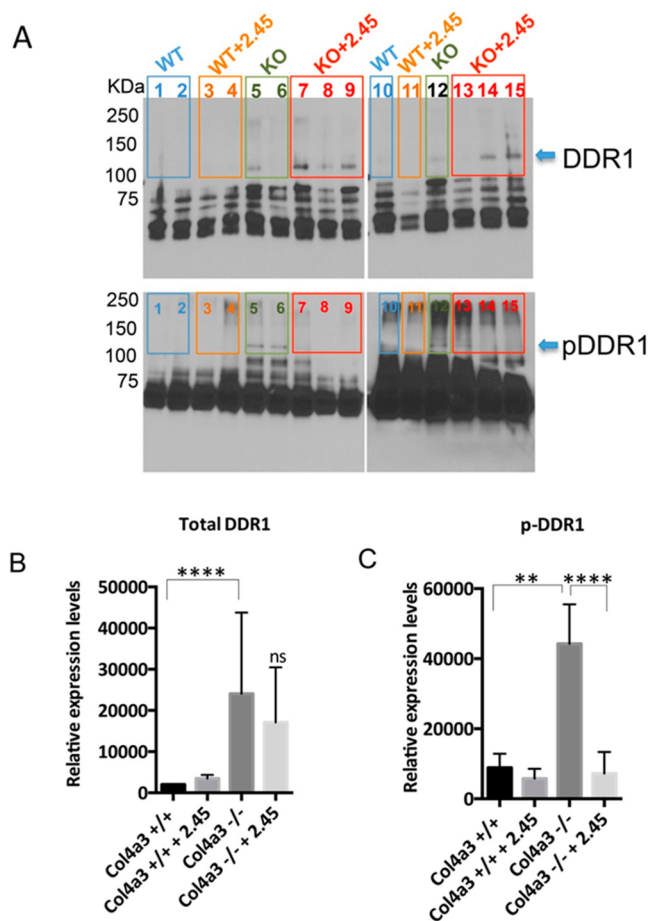 A
WT WT+2.45 KO KO+2.45 WT WT+2.45 KO KO+2.45
KDa 1 2 3 4 5 6 7 8 9 10 11 12 13 14 15
250
150
100
75
DDR1
250 1 2 3 4 5 6 7 8 9 10 11 12 13 14 15
150
100
75
pDDR1
B
Total DDR1
Relative expression levels
50000
40000
30000
20000
10000
0
****
ns
Col4a3 +/+
Col4a3 +/+ + 2.45
Col4a3 -/-
Col4a3 -/- + 2.45
C
p-DDR1
Relative expression levels
60000
40000
20000
0
** ****
Col4a3 +/+
Col4a3 +/+ + 2.45
Col4a3 -/-
Col4a3 -/- + 2.45